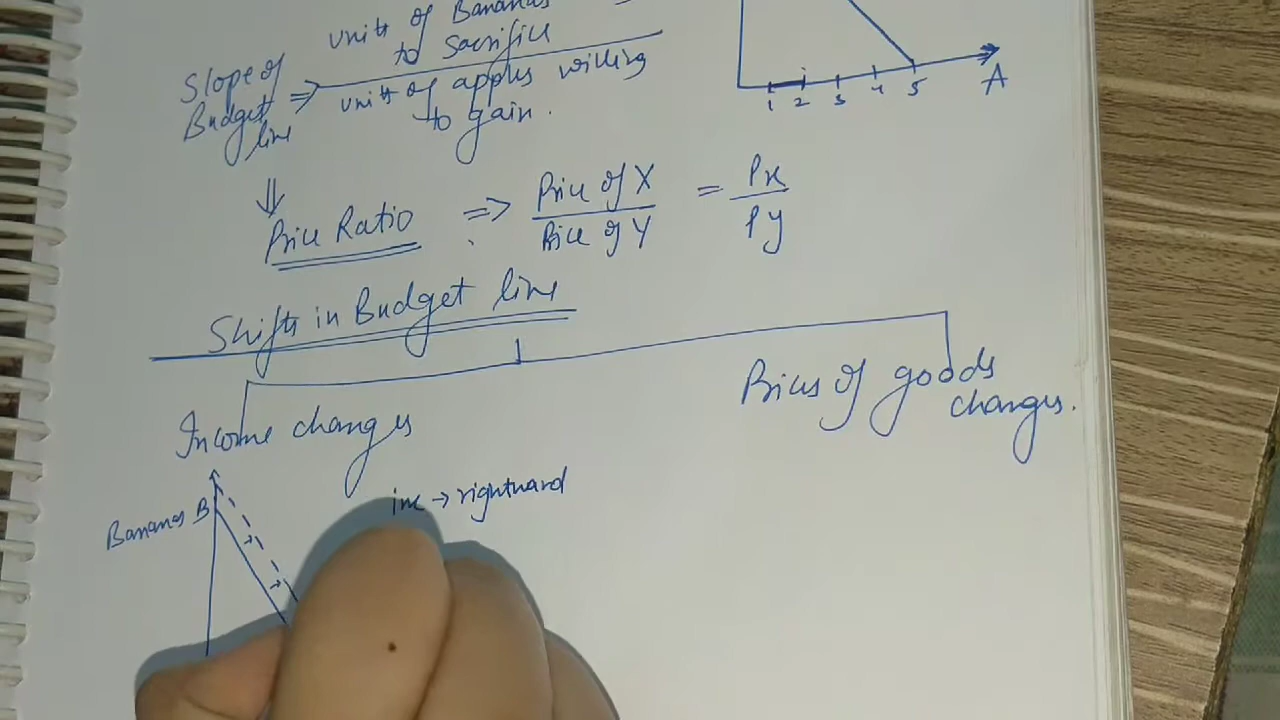 units of Bananas
to sacrifice
Slope of
Budget
line
⇒
units of apples willing
to gain.
1 2 3 4 5
A
⇓
Price Ratio ⇒ Price of X / Price of Y = Px / Py
Shifts in Budget line
Income changes
Prices of goods
changes.
inc → rightward
Bananas B